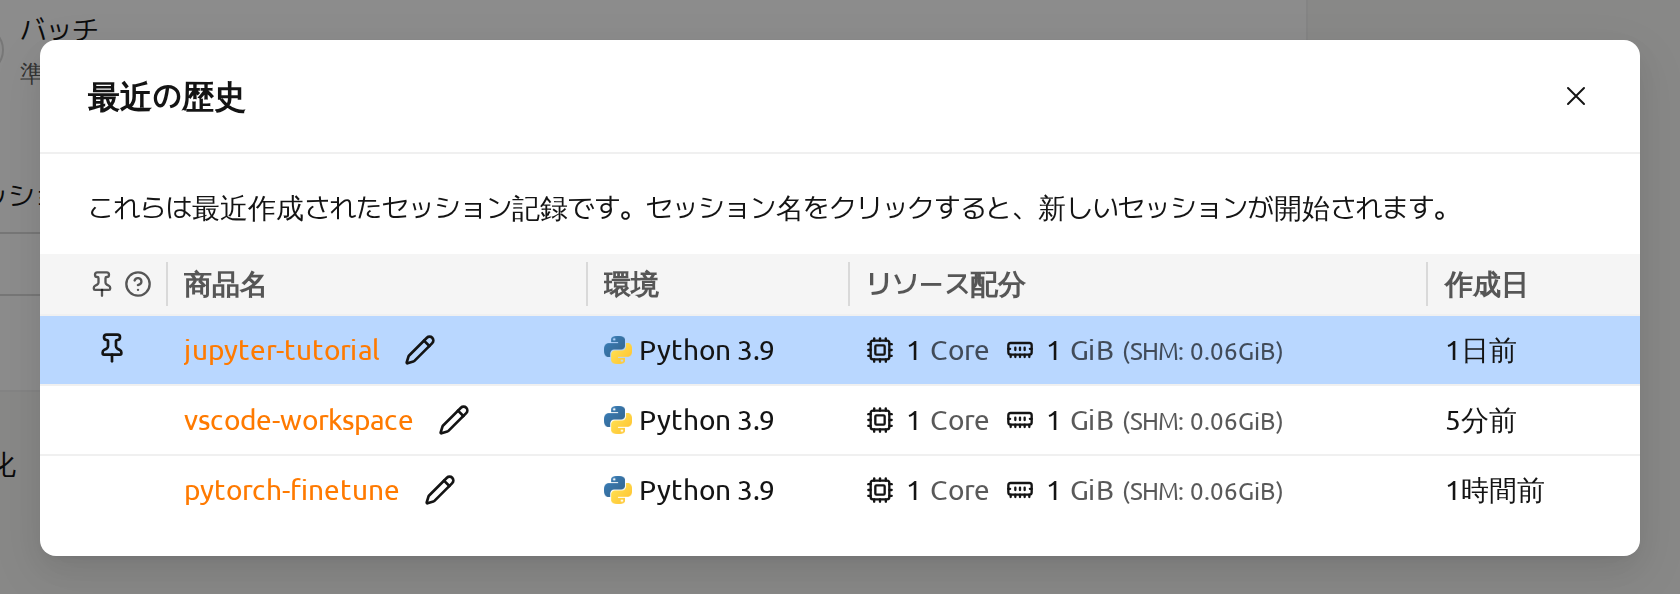 バッチ
準
最近の歴史
ッショ
これらは最近作成されたセッション記録です。セッション名をクリックすると、新しいセッションが開始されます。
商品名 環境 リソース配分 作成日
jupyter-tutorial Python 3.9 1 Core 1 GiB (SHM: 0.06GiB) 1日前
vscode-workspace Python 3.9 1 Core 1 GiB (SHM: 0.06GiB) 5分前
化
pytorch-finetune Python 3.9 1 Core 1 GiB (SHM: 0.06GiB) 1時間前